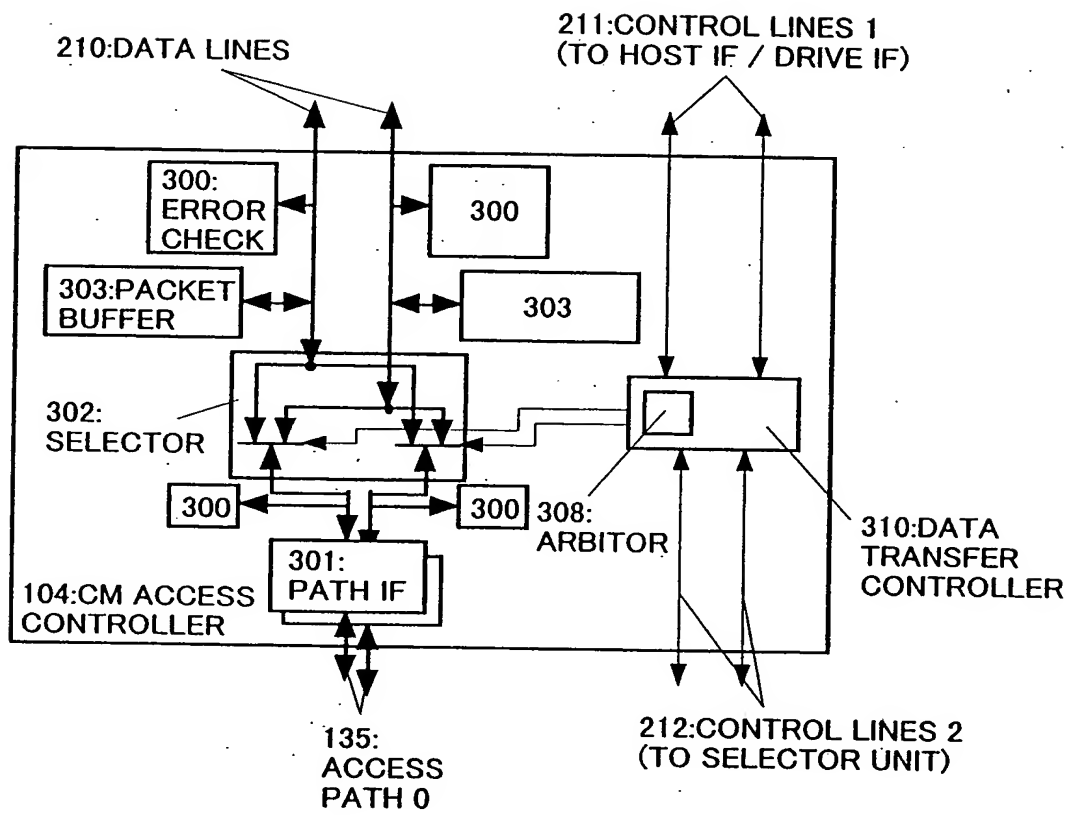 210:DATA LINES
211:CONTROL LINES 1
(TO HOST IF / DRIVE IF)
300:
ERROR
CHECK
300
303:PACKET
BUFFER
303
302:
SELECTOR
300
300
308:
ARBITOR
310:DATA
TRANSFER
CONTROLLER
301:
PATH IF
104:CM ACCESS
CONTROLLER
135:
ACCESS
PATH 0
212:CONTROL LINES 2
(TO SELECTOR UNIT)